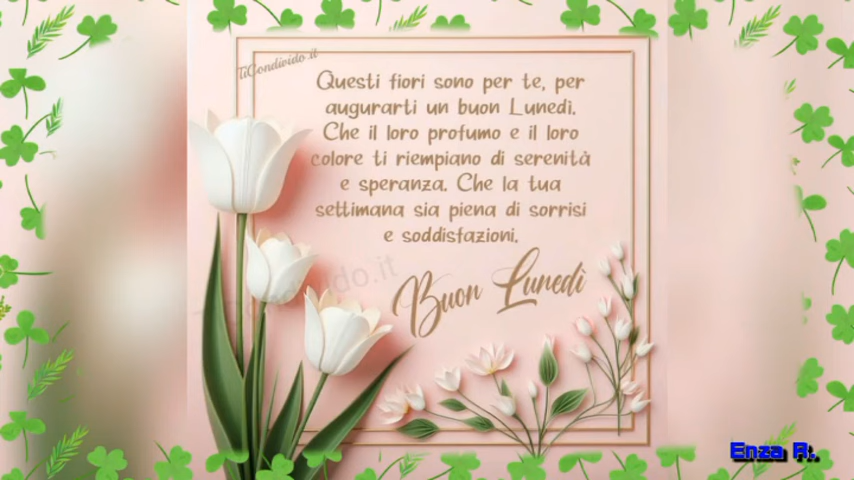 TiCondivido.it
Questi fiori sono per te, per
augurarti un buon Lunedì.
Che il loro profumo e il loro
colore ti riempiano di serenità
e speranza. Che la tua
settimana sia piena di sorrisi
e soddisfazioni.
Buon Lunedì
Enza R.